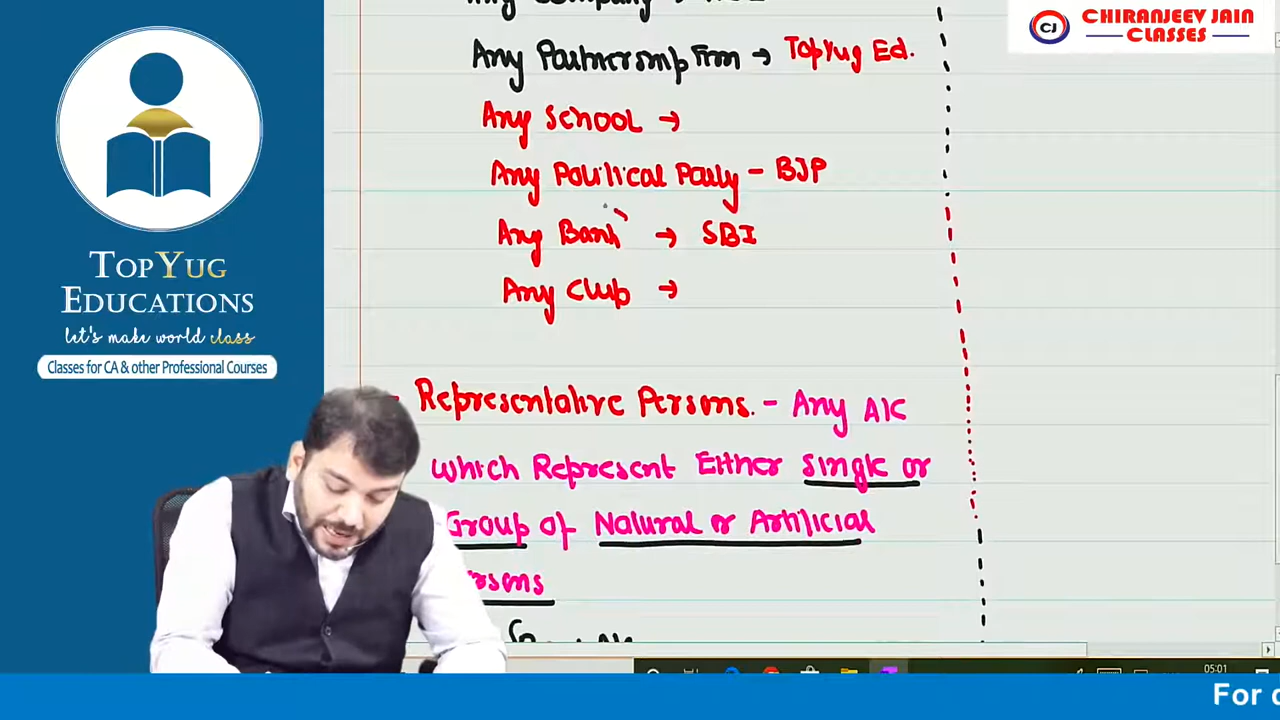 CHIRANJEEV JAIN
CLASSES
CJ
Any Partnership Firm → TopYug Ed.
Any School →
Any Political Party - BJP
Any Bank → SBI
Any Club →
Representative Persons. - Any A/c
which Represent Either Single or
Group of Natural or Artificial
TOPYUG
EDUCATIONS
let's make world class
Classes for CA & other Professional Courses
05:01